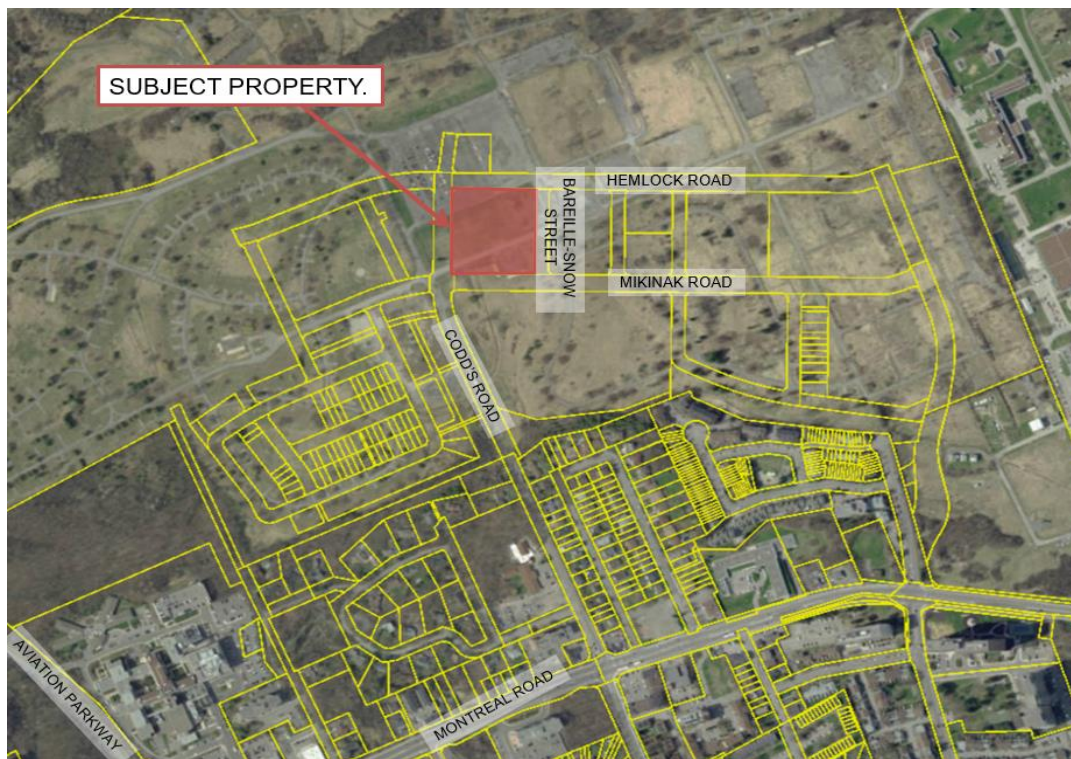 SUBJECT PROPERTY.
HEMLOCK ROAD
BAREILLE-SNOW
STREET
MIKINAK ROAD
CODD'S ROAD
MONTREAL ROAD
AVIATION PARKWAY